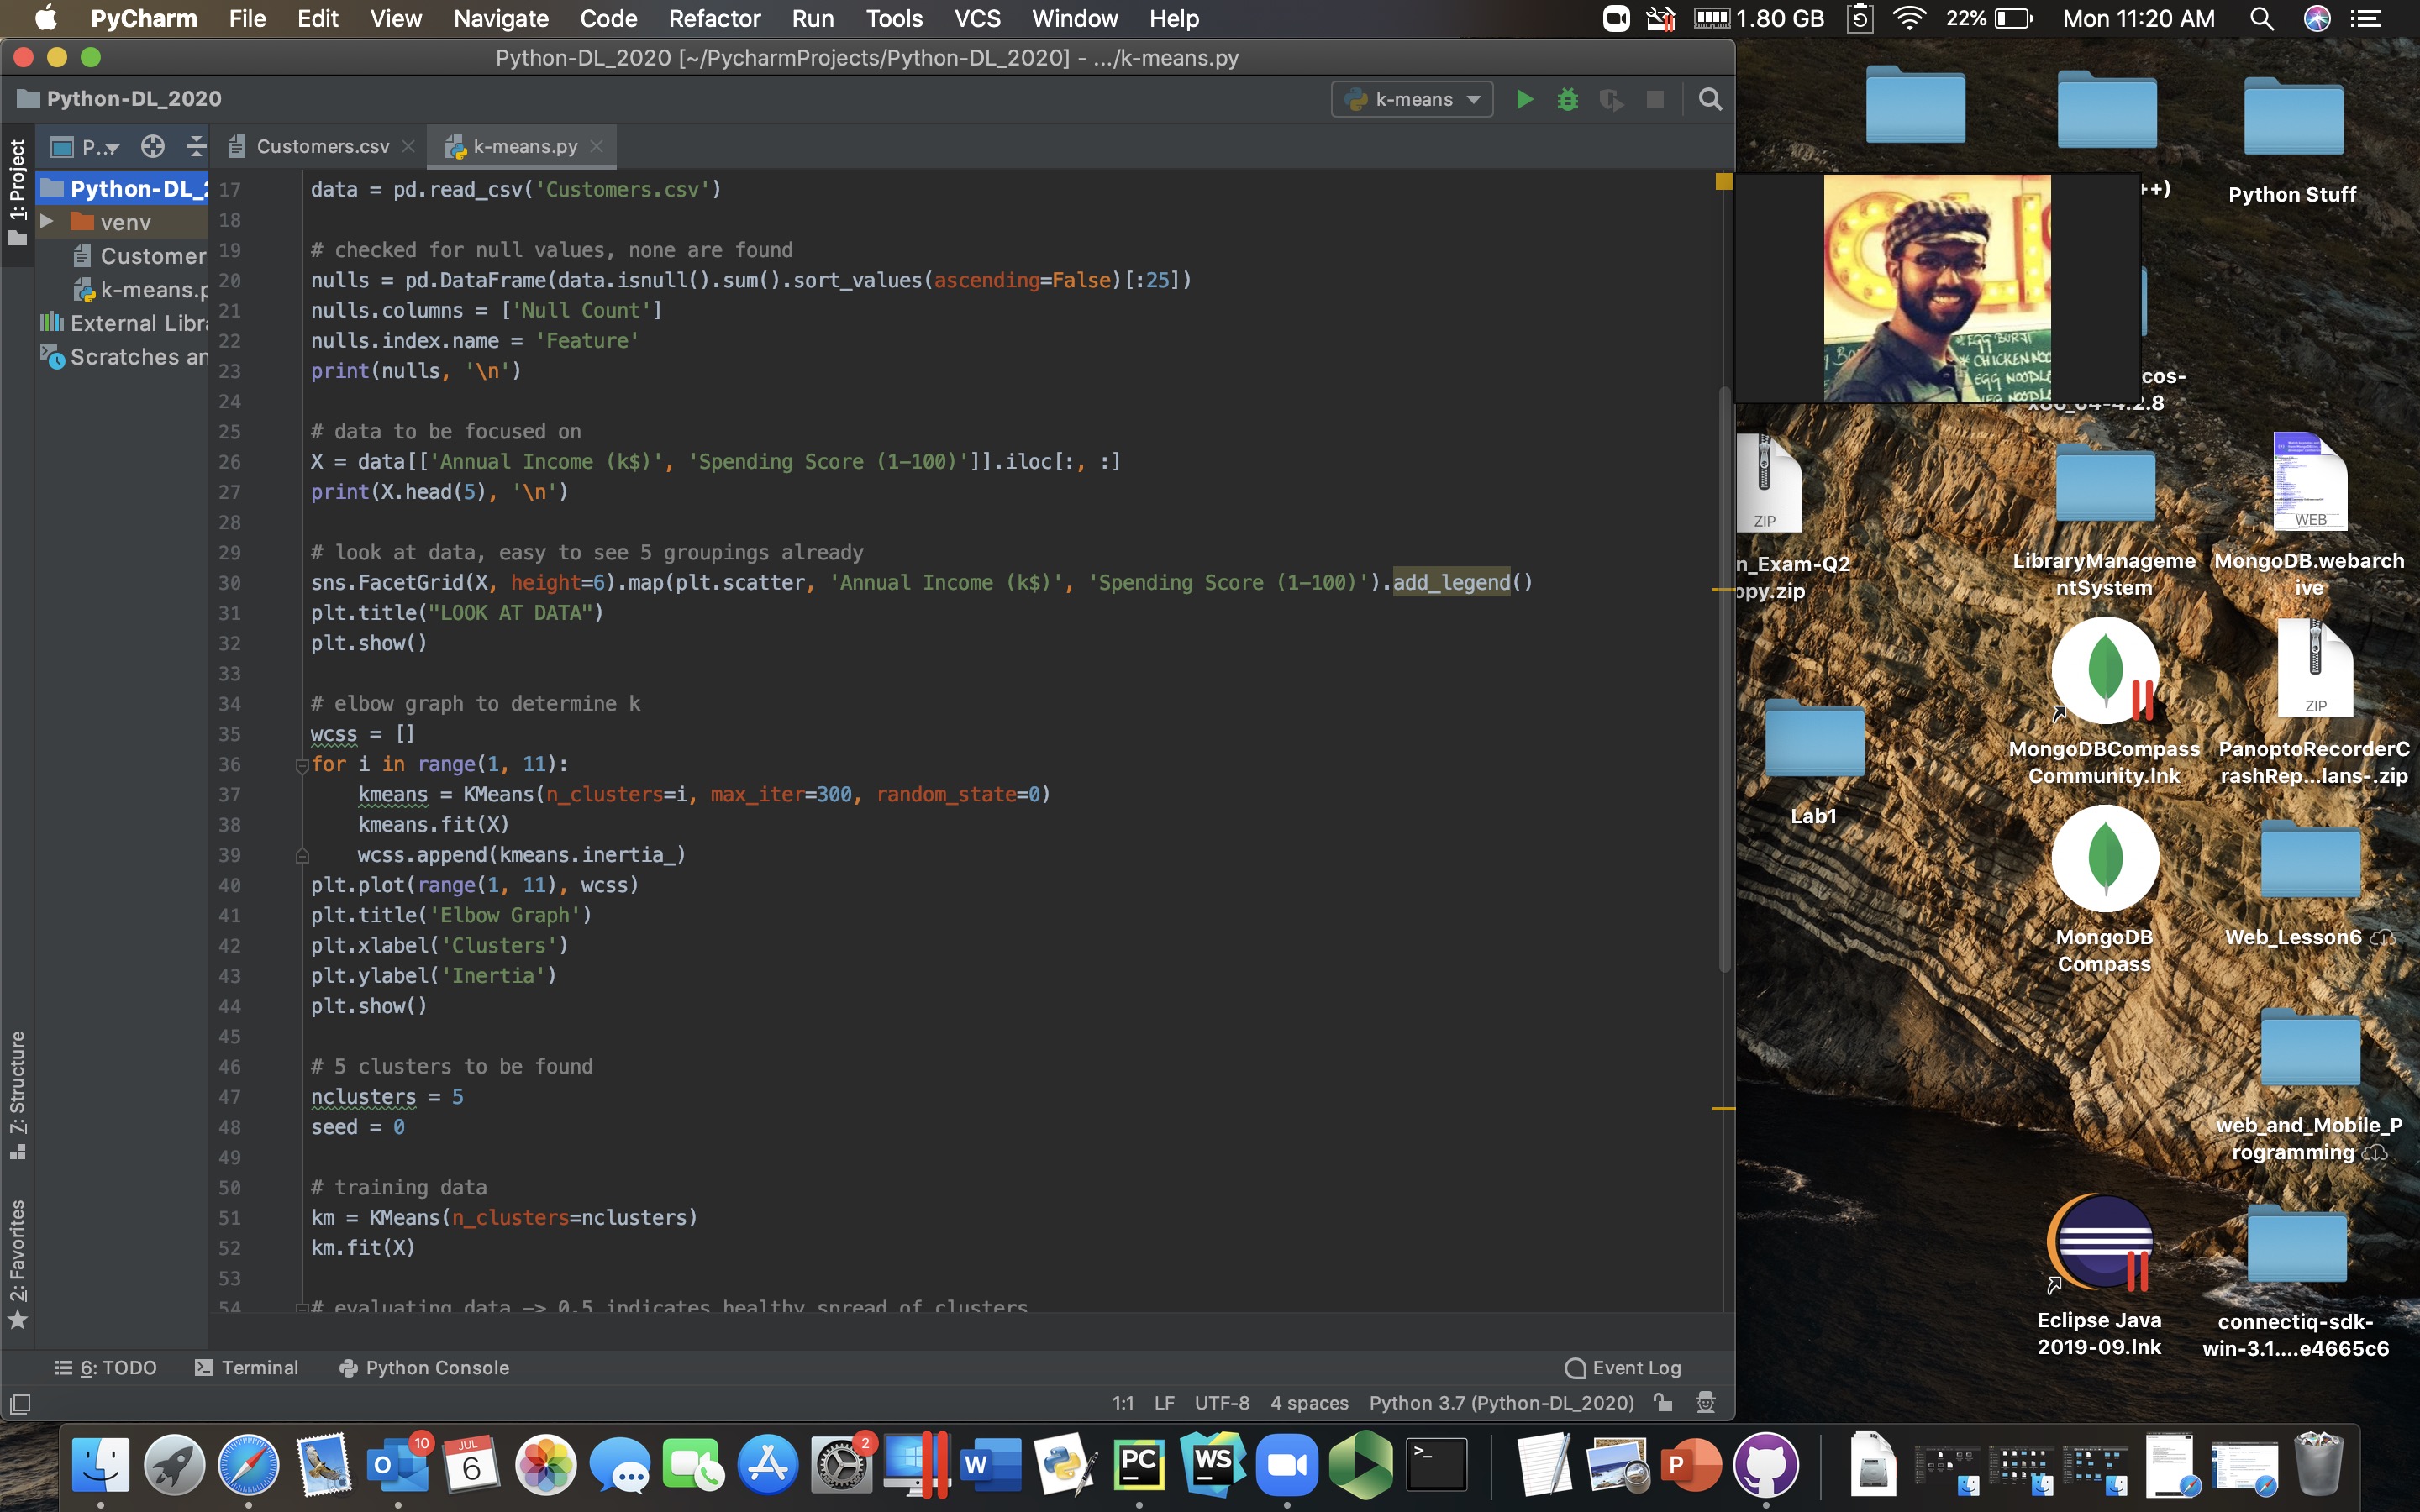 PyCharm File Edit View Navigate Code Refactor Run Tools VCS Window Help 1.80 GB 22% Mon 11:20 AM
Python-DL_2020 [~/PycharmProjects/Python-DL_2020] - .../k-means.py
Python-DL_2020 k-means
1: Project
P..
Customers.csv k-means.py
Python-DL_2
venv
Customer
k-means.p
External Libra
Scratches an
17 data = pd.read_csv('Customers.csv')
18
19 # checked for null values, none are found
20 nulls = pd.DataFrame(data.isnull().sum().sort_values(ascending=False)[:25])
21 nulls.columns = ['Null Count']
22 nulls.index.name = 'Feature'
23 print(nulls, '\n')
24
25 # data to be focused on
26 X = data[['Annual Income (k$)', 'Spending Score (1-100)']].iloc[:, :]
27 print(X.head(5), '\n')
28
29 # look at data, easy to see 5 groupings already
30 sns.FacetGrid(X, height=6).map(plt.scatter, 'Annual Income (k$)', 'Spending Score (1-100)').add_legend()
31 plt.title("LOOK AT DATA")
32 plt.show()
33
34 # elbow graph to determine k
35 wcss = []
36 for i in range(1, 11):
37 kmeans = KMeans(n_clusters=i, max_iter=300, random_state=0)
38 kmeans.fit(X)
39 wcss.append(kmeans.inertia_)
40 plt.plot(range(1, 11), wcss)
41 plt.title('Elbow Graph')
42 plt.xlabel('Clusters')
43 plt.ylabel('Inertia')
44 plt.show()
45
46 # 5 clusters to be found
47 nclusters = 5
48 seed = 0
49
50 # training data
51 km = KMeans(n_clusters=nclusters)
52 km.fit(X)
53
54 # evaluating data -> 0.5 indicates healthy spread of clusters
7: Structure
2: Favorites
6: TODO Terminal Python Console Event Log
1:1 LF UTF-8 4 spaces Python 3.7 (Python-DL_2020)
++)
Python Stuff
EGG BURJI
CHICKEN NOO
EGG NOODLE
cos-
x86_64-4.2.8
ZIP
WEB
n_Exam-Q2
opy.zip
LibraryManageme
ntSystem
MongoDB.webarch
ive
ZIP
MongoDBCompass
Community.lnk
PanoptoRecorderC
rashRep...lans-.zip
Lab1
MongoDB
Compass
Web_Lesson6
web_and_Mobile_P
rogramming
Eclipse Java
2019-09.lnk
connectiq-sdk-
win-3.1....e4665c6
O 10 JUL 6 2 W PC WS >_ P